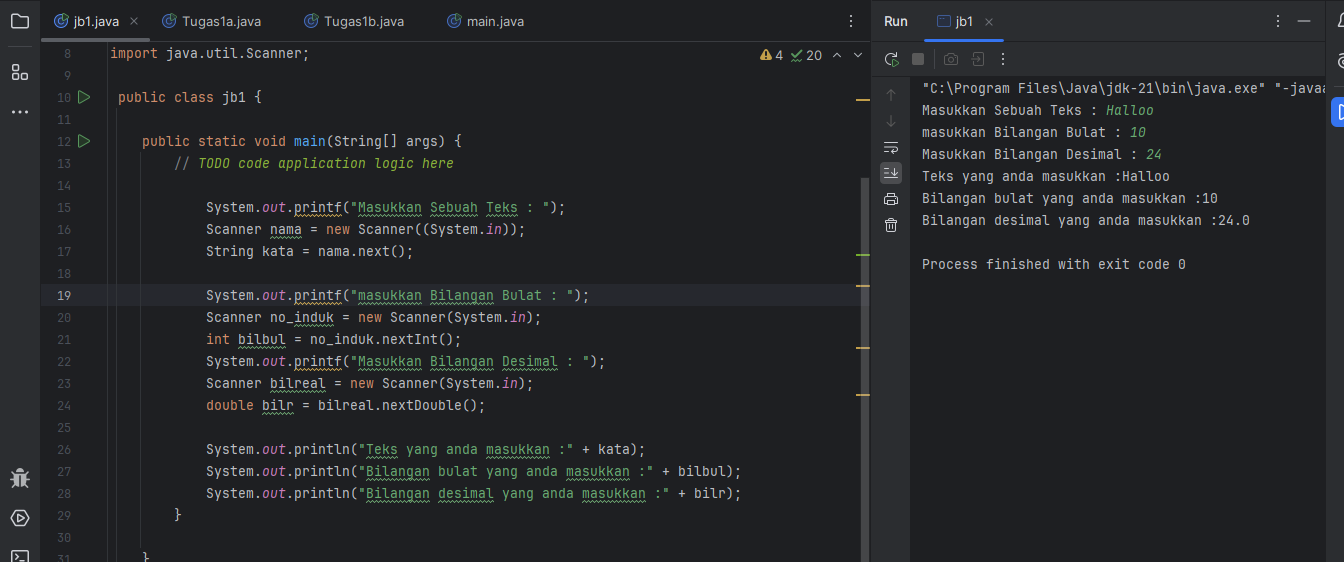 jb1.java
Tugas1a.java
Tugas1b.java
main.java
Run
jb1
4 20
8 import java.util.Scanner;
9
10 public class jb1 {
11
12 public static void main(String[] args) {
13 // TODO code application logic here
14
15 System.out.printf("Masukkan Sebuah Teks : ");
16 Scanner nama = new Scanner((System.in));
17 String kata = nama.next();
18
19 System.out.printf("masukkan Bilangan Bulat : ");
20 Scanner no_induk = new Scanner(System.in);
21 int bilbul = no_induk.nextInt();
22 System.out.printf("Masukkan Bilangan Desimal : ");
23 Scanner bilreal = new Scanner(System.in);
24 double bilr = bilreal.nextDouble();
25
26 System.out.println("Teks yang anda masukkan :" + kata);
27 System.out.println("Bilangan bulat yang anda masukkan :" + bilbul);
28 System.out.println("Bilangan desimal yang anda masukkan :" + bilr);
29 }
30
31 }
"C:\Program Files\Java\jdk-21\bin\java.exe" "-javaa
Masukkan Sebuah Teks : Halloo
masukkan Bilangan Bulat : 10
Masukkan Bilangan Desimal : 24
Teks yang anda masukkan :Halloo
Bilangan bulat yang anda masukkan :10
Bilangan desimal yang anda masukkan :24.0
Process finished with exit code 0